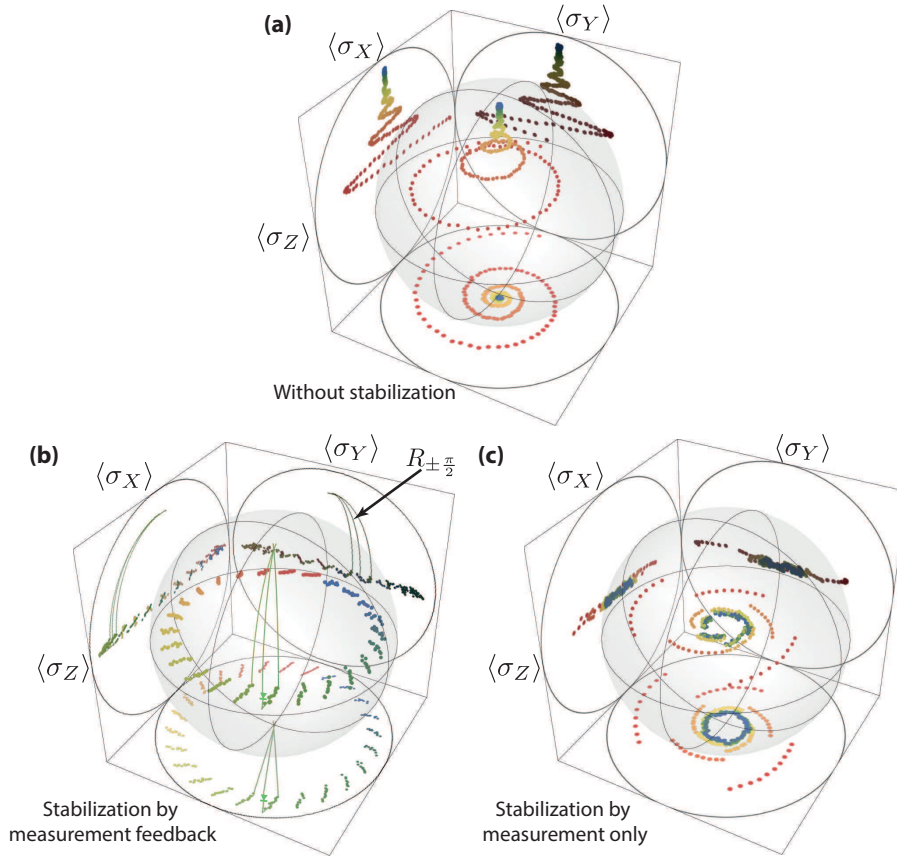 (a)
⟨σ_X⟩
⟨σ_Y⟩
⟨σ_Z⟩
Without stabilization
(b)
⟨σ_X⟩
⟨σ_Y⟩
R_{±π/2}
⟨σ_Z⟩
Stabilization by
measurement feedback
(c)
⟨σ_X⟩
⟨σ_Y⟩
⟨σ_Z⟩
Stabilization by
measurement only